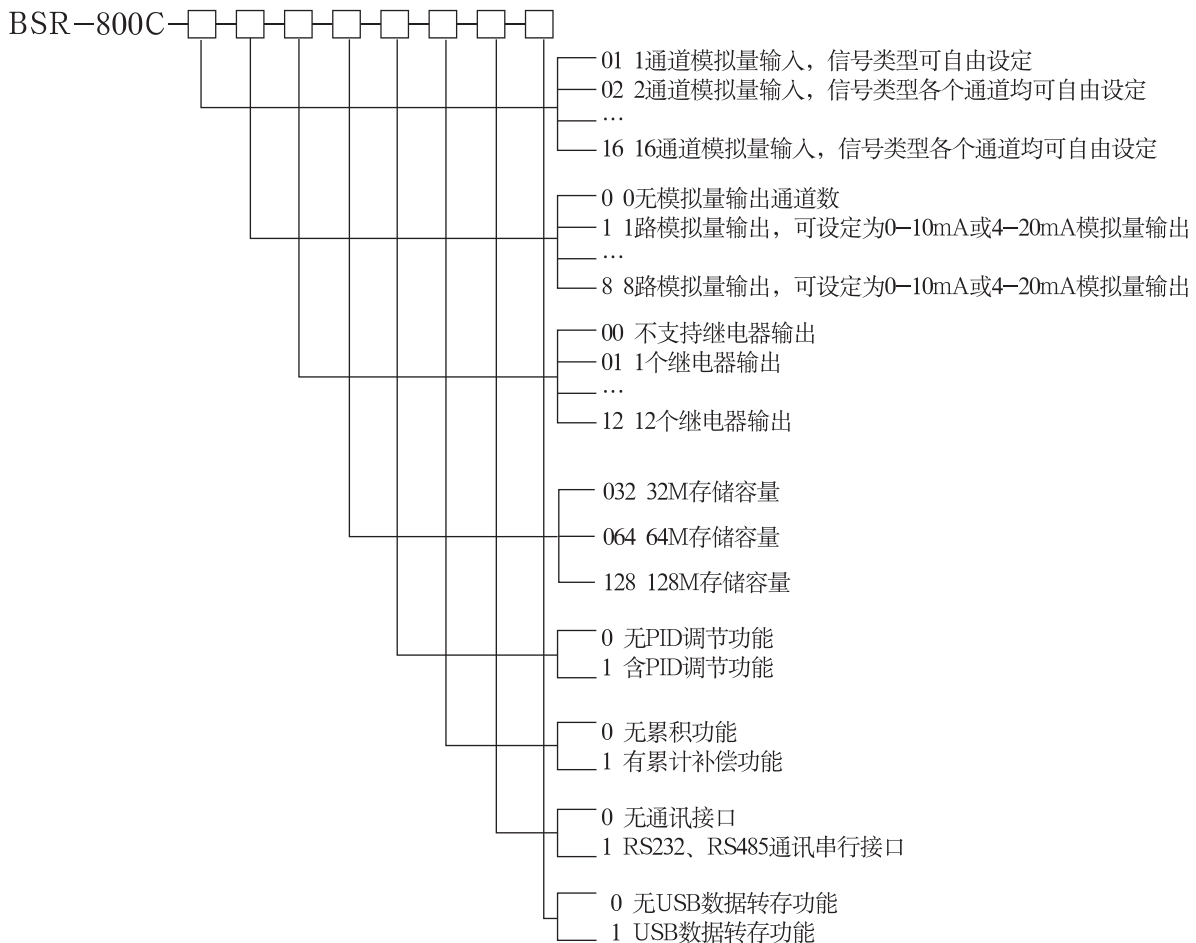 BSR-800C-□-□-□-□-□-□-□-□
01 1通道模拟量输入，信号类型可自由设定
02 2通道模拟量输入，信号类型各个通道均可自由设定
…
16 16通道模拟量输入，信号类型各个通道均可自由设定
0 0无模拟量输出通道数
1 1路模拟量输出，可设定为0-10mA或4-20mA模拟量输出
…
8 8路模拟量输出，可设定为0-10mA或4-20mA模拟量输出
00 不支持继电器输出
01 1个继电器输出
…
12 12个继电器输出
032 32M存储容量
064 64M存储容量
128 128M存储容量
0 无PID调节功能
1 含PID调节功能
0 无累积功能
1 有累计补偿功能
0 无通讯接口
1 RS232、RS485通讯串行接口
0 无USB数据转存功能
1 USB数据转存功能